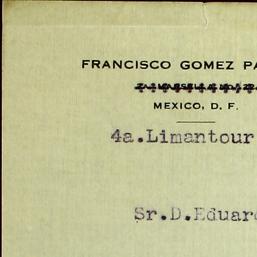 FRANCISCO GOMEZ PA
MEXICO, D. F.
4a.Limantour
Sr.D.Eduar